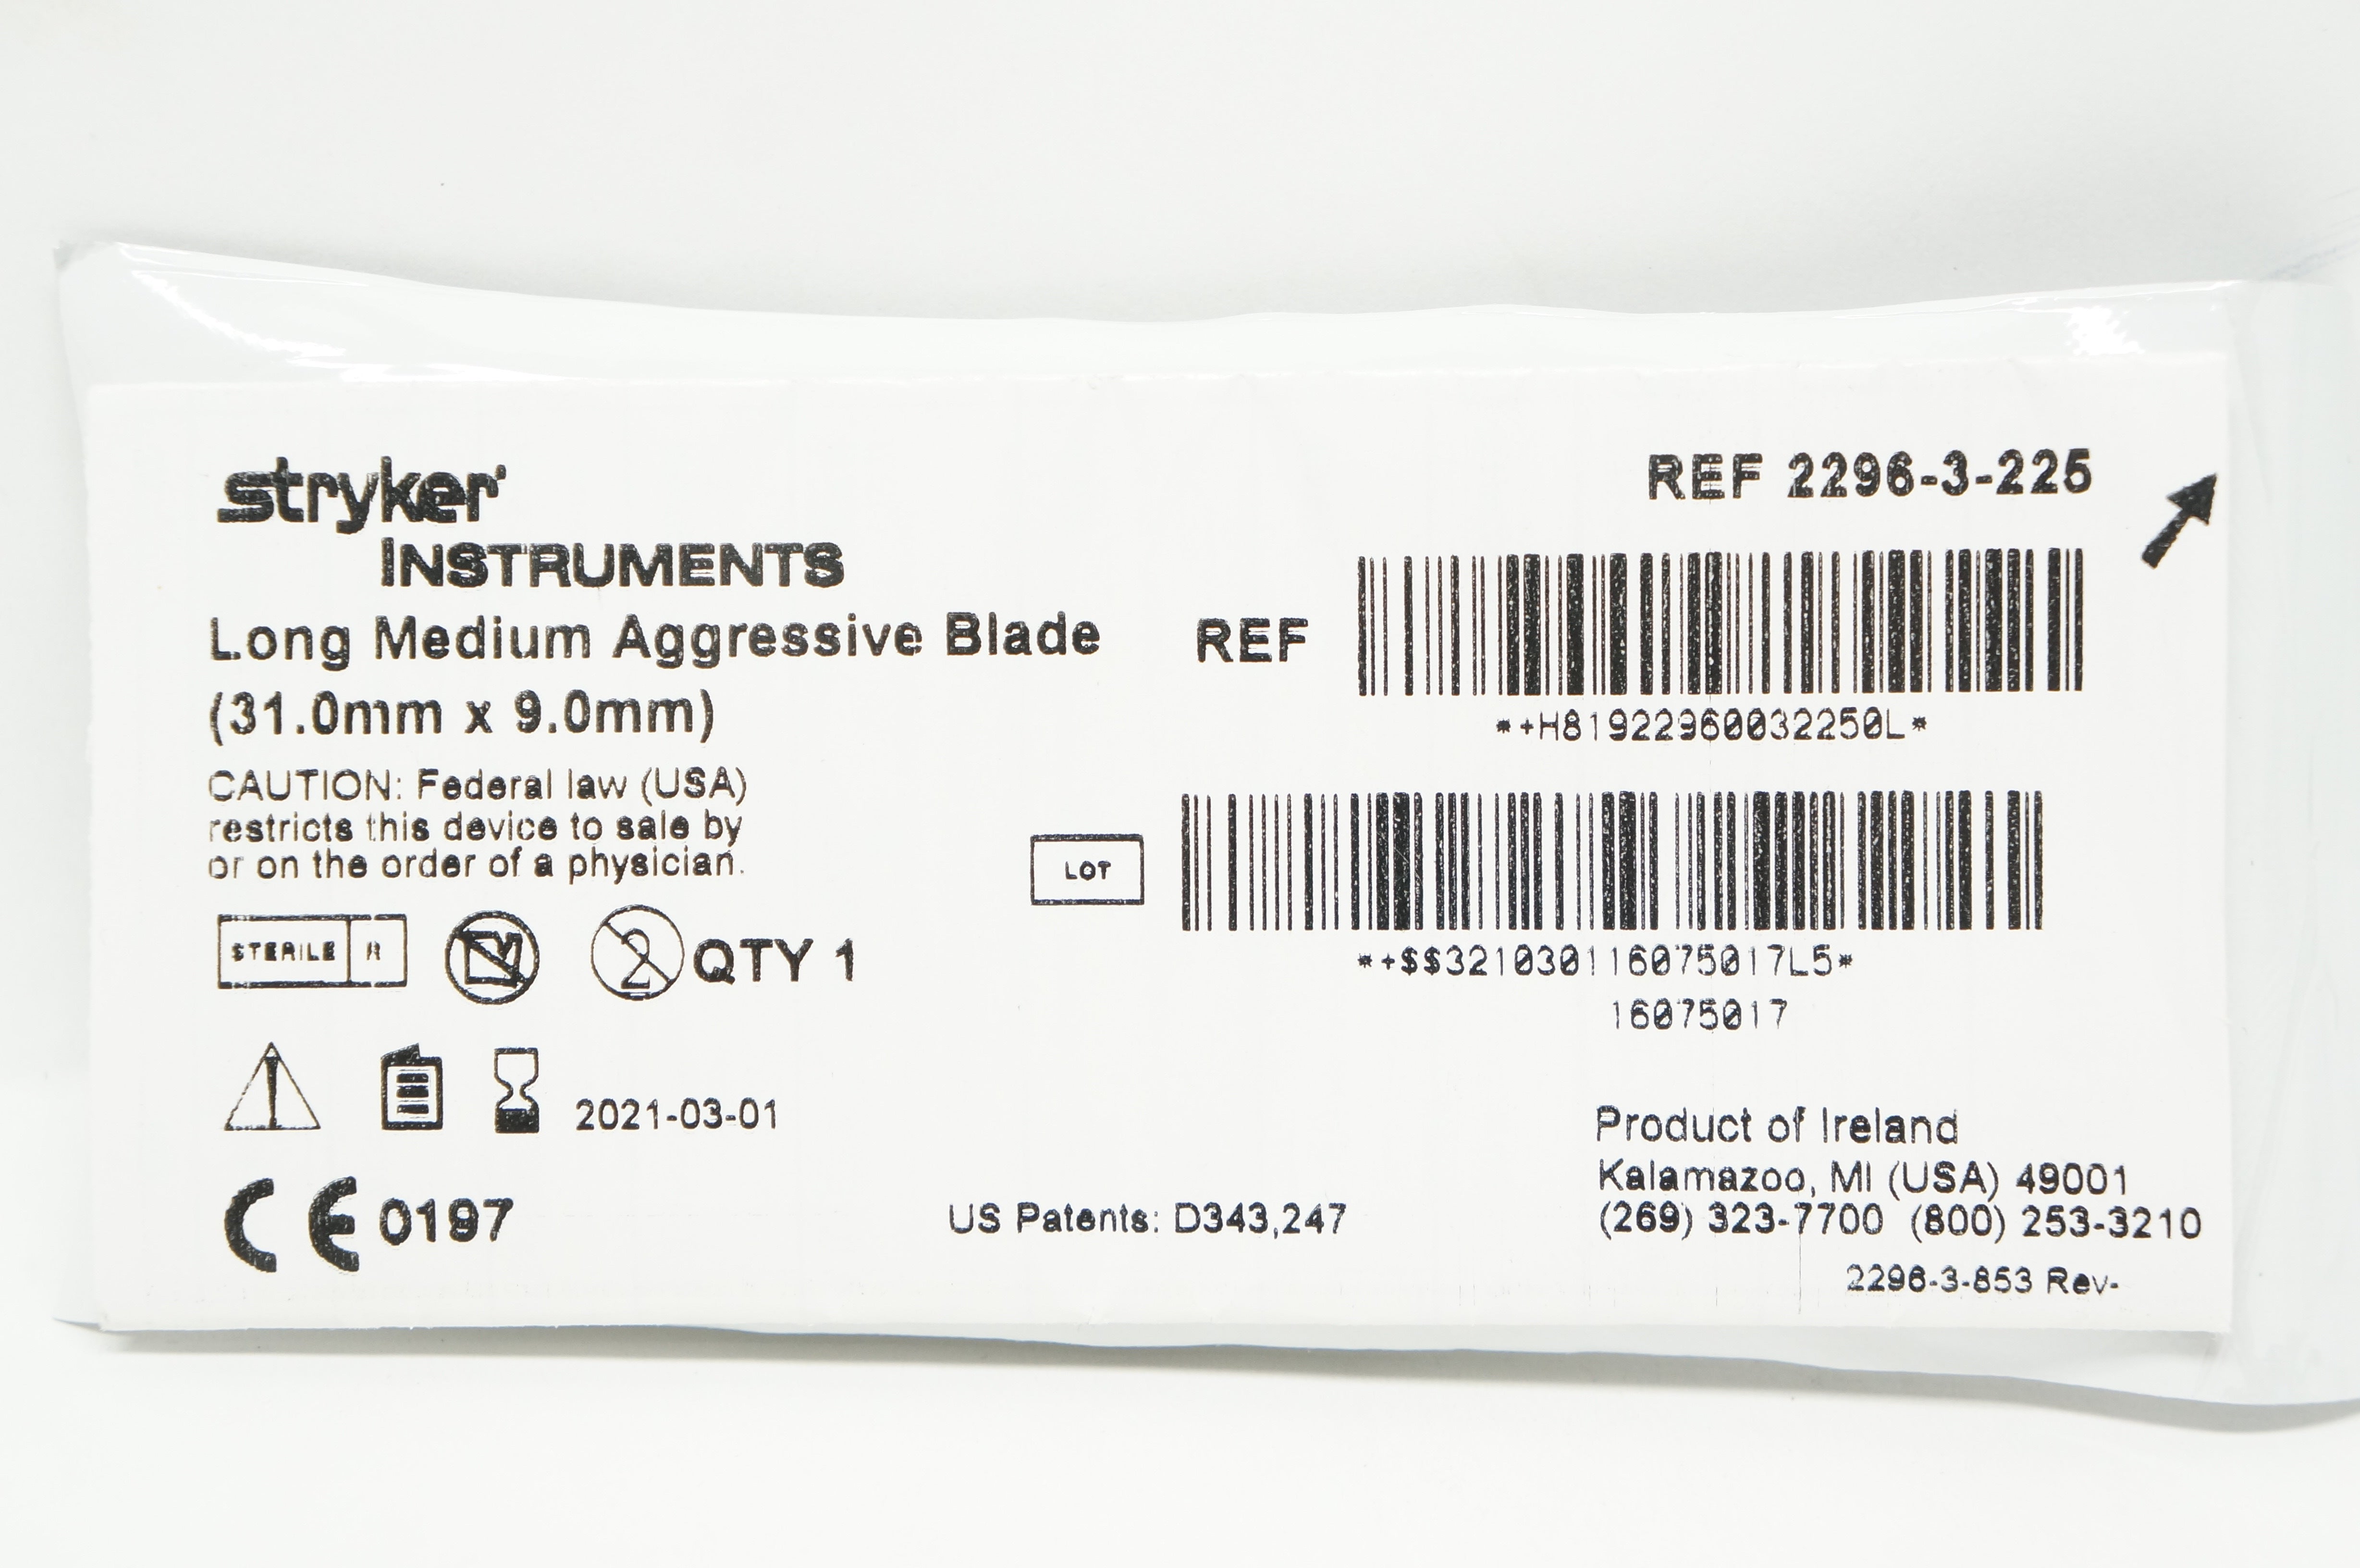 stryker
INSTRUMENTS
Long Medium Aggressive Blade
(31.0mm x 9.0mm)
CAUTION: Federal law (USA)
restricts this device to sale by
or on the order of a physician.
STERILE R
2 QTY 1
2021-03-01
CE 0197
US Patents: D343,247
REF 2296-3-225
REF
*+H81922960032250L*
LOT
*+$$321030116075017L5*
16075017
Product of Ireland
Kalamazoo, MI (USA) 49001
(269) 323-7700 (800) 253-3210
2296-3-853 Rev-